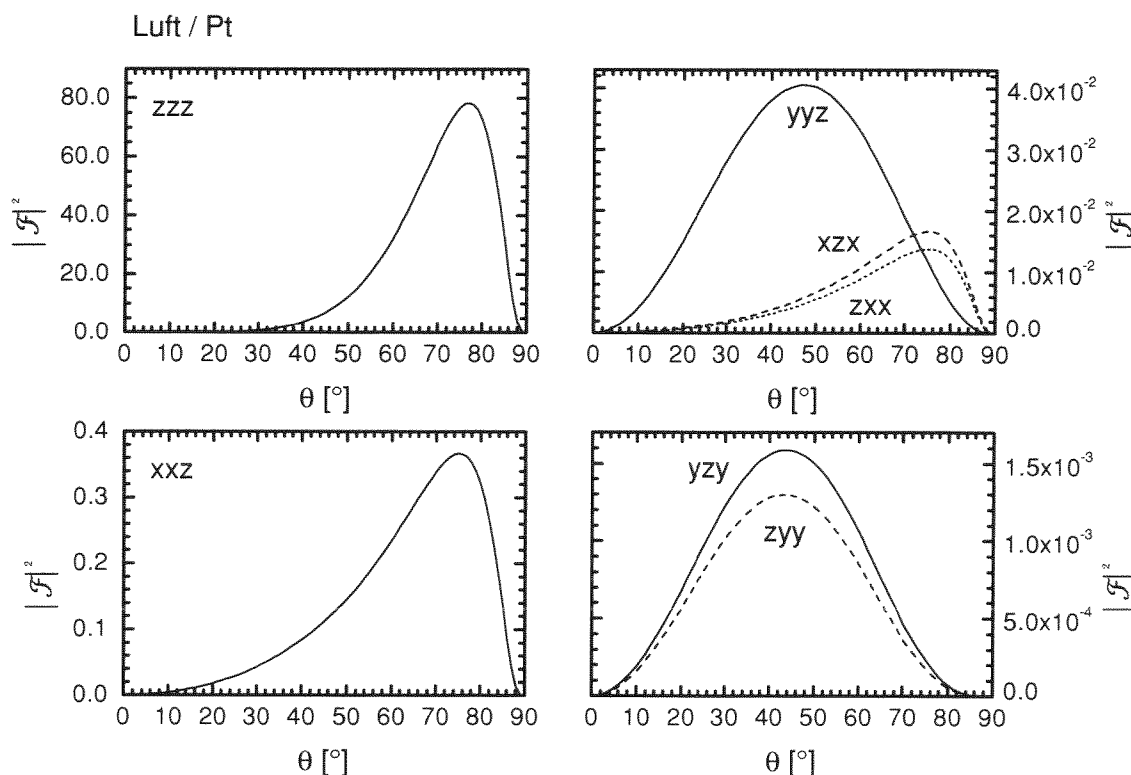 Luft / Pt
80.0
60.0
40.0
20.0
0.0
zzz
|ℱ|²
0 10 20 30 40 50 60 70 80 90
θ [°]
yyz
xzx
zxx
4.0x10⁻²
3.0x10⁻²
2.0x10⁻²
1.0x10⁻²
0.0
|ℱ|²
0 10 20 30 40 50 60 70 80 90
θ [°]
0.4
0.3
0.2
0.1
0.0
xxz
|ℱ|²
0 10 20 30 40 50 60 70 80 90
θ [°]
yzy
zyy
1.5x10⁻³
1.0x10⁻³
5.0x10⁻⁴
0.0
|ℱ|²
0 10 20 30 40 50 60 70 80 90
θ [°]